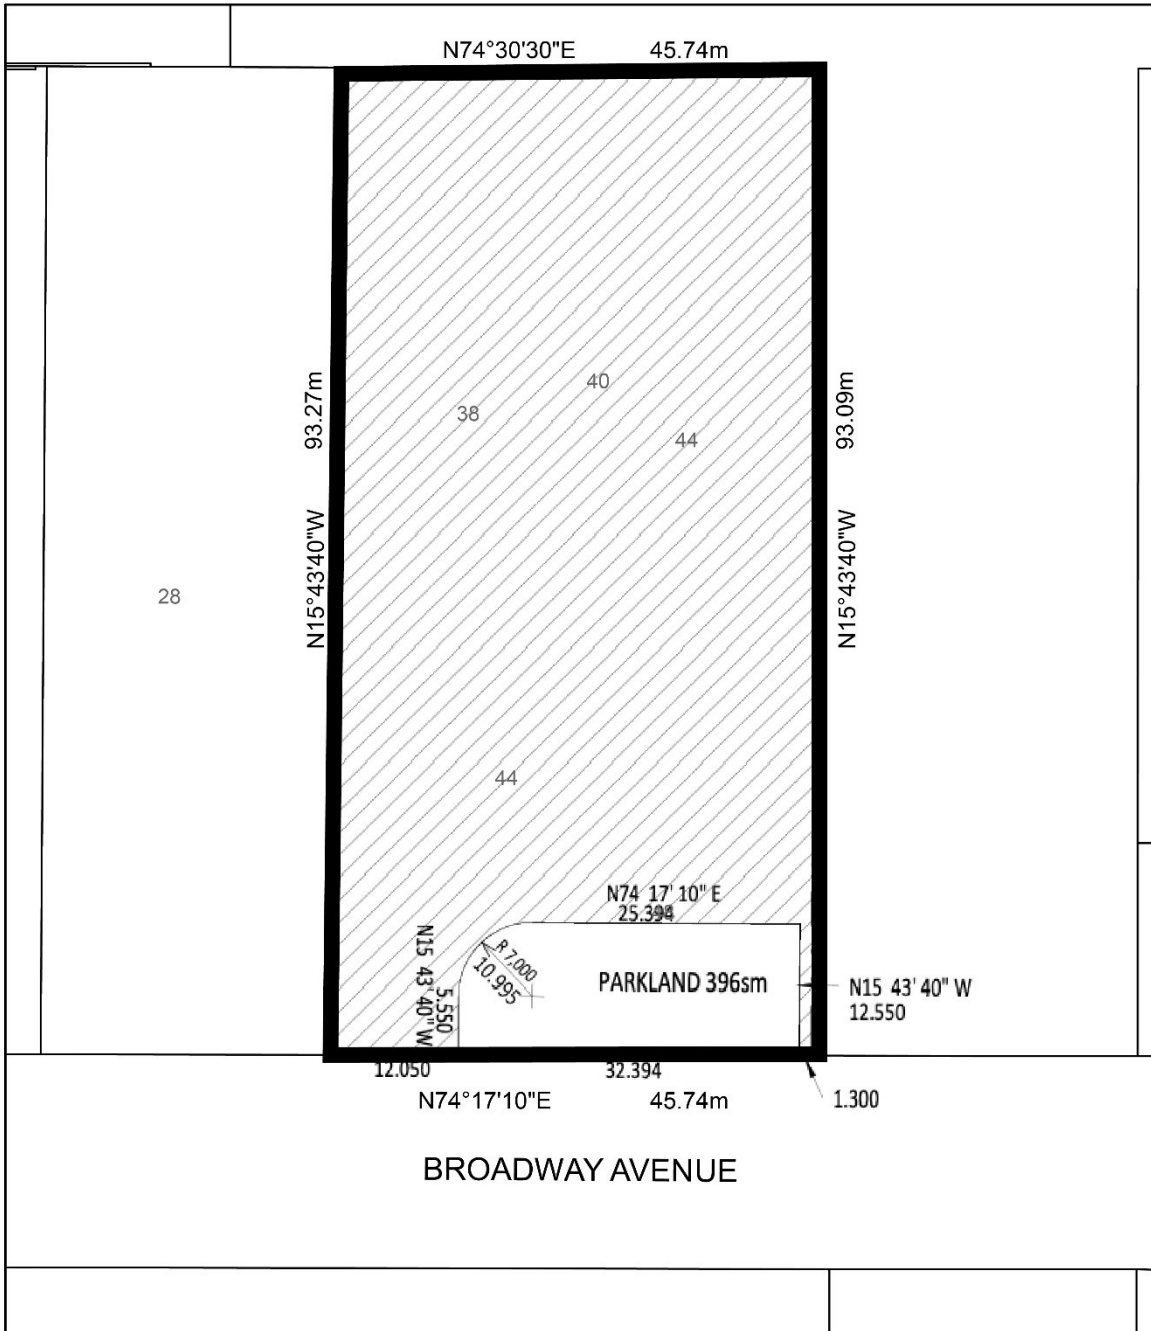 N74°30'30"E 45.74m
93.27m
N15°43'40"W
93.09m
N15°43'40"W
40
38
44
28
44
N74 17' 10" E
25.394
N15 43' 40" W
5.550
R 7,000
10.995
PARKLAND 396sm
N15 43' 40" W
12.550
12.050 32.394
1.300
N74°17'10"E 45.74m
BROADWAY AVENUE